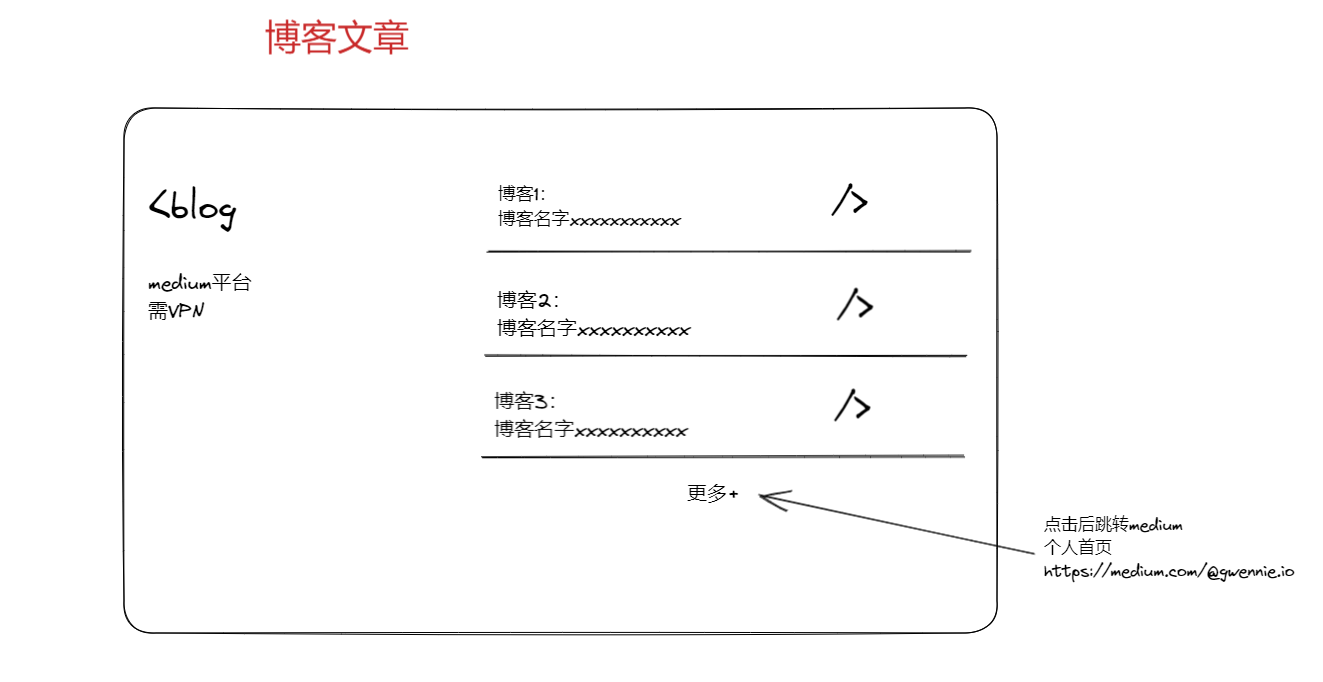 博客文章
<blog
medium平台
需VPN
博客1：
博客名字xxxxxxxxxxx
/>
博客2：
博客名字xxxxxxxxxx
/>
博客3：
博客名字xxxxxxxxxx
/>
更多+
点击后跳转medium
个人首页
https://medium.com/@gwennie.io